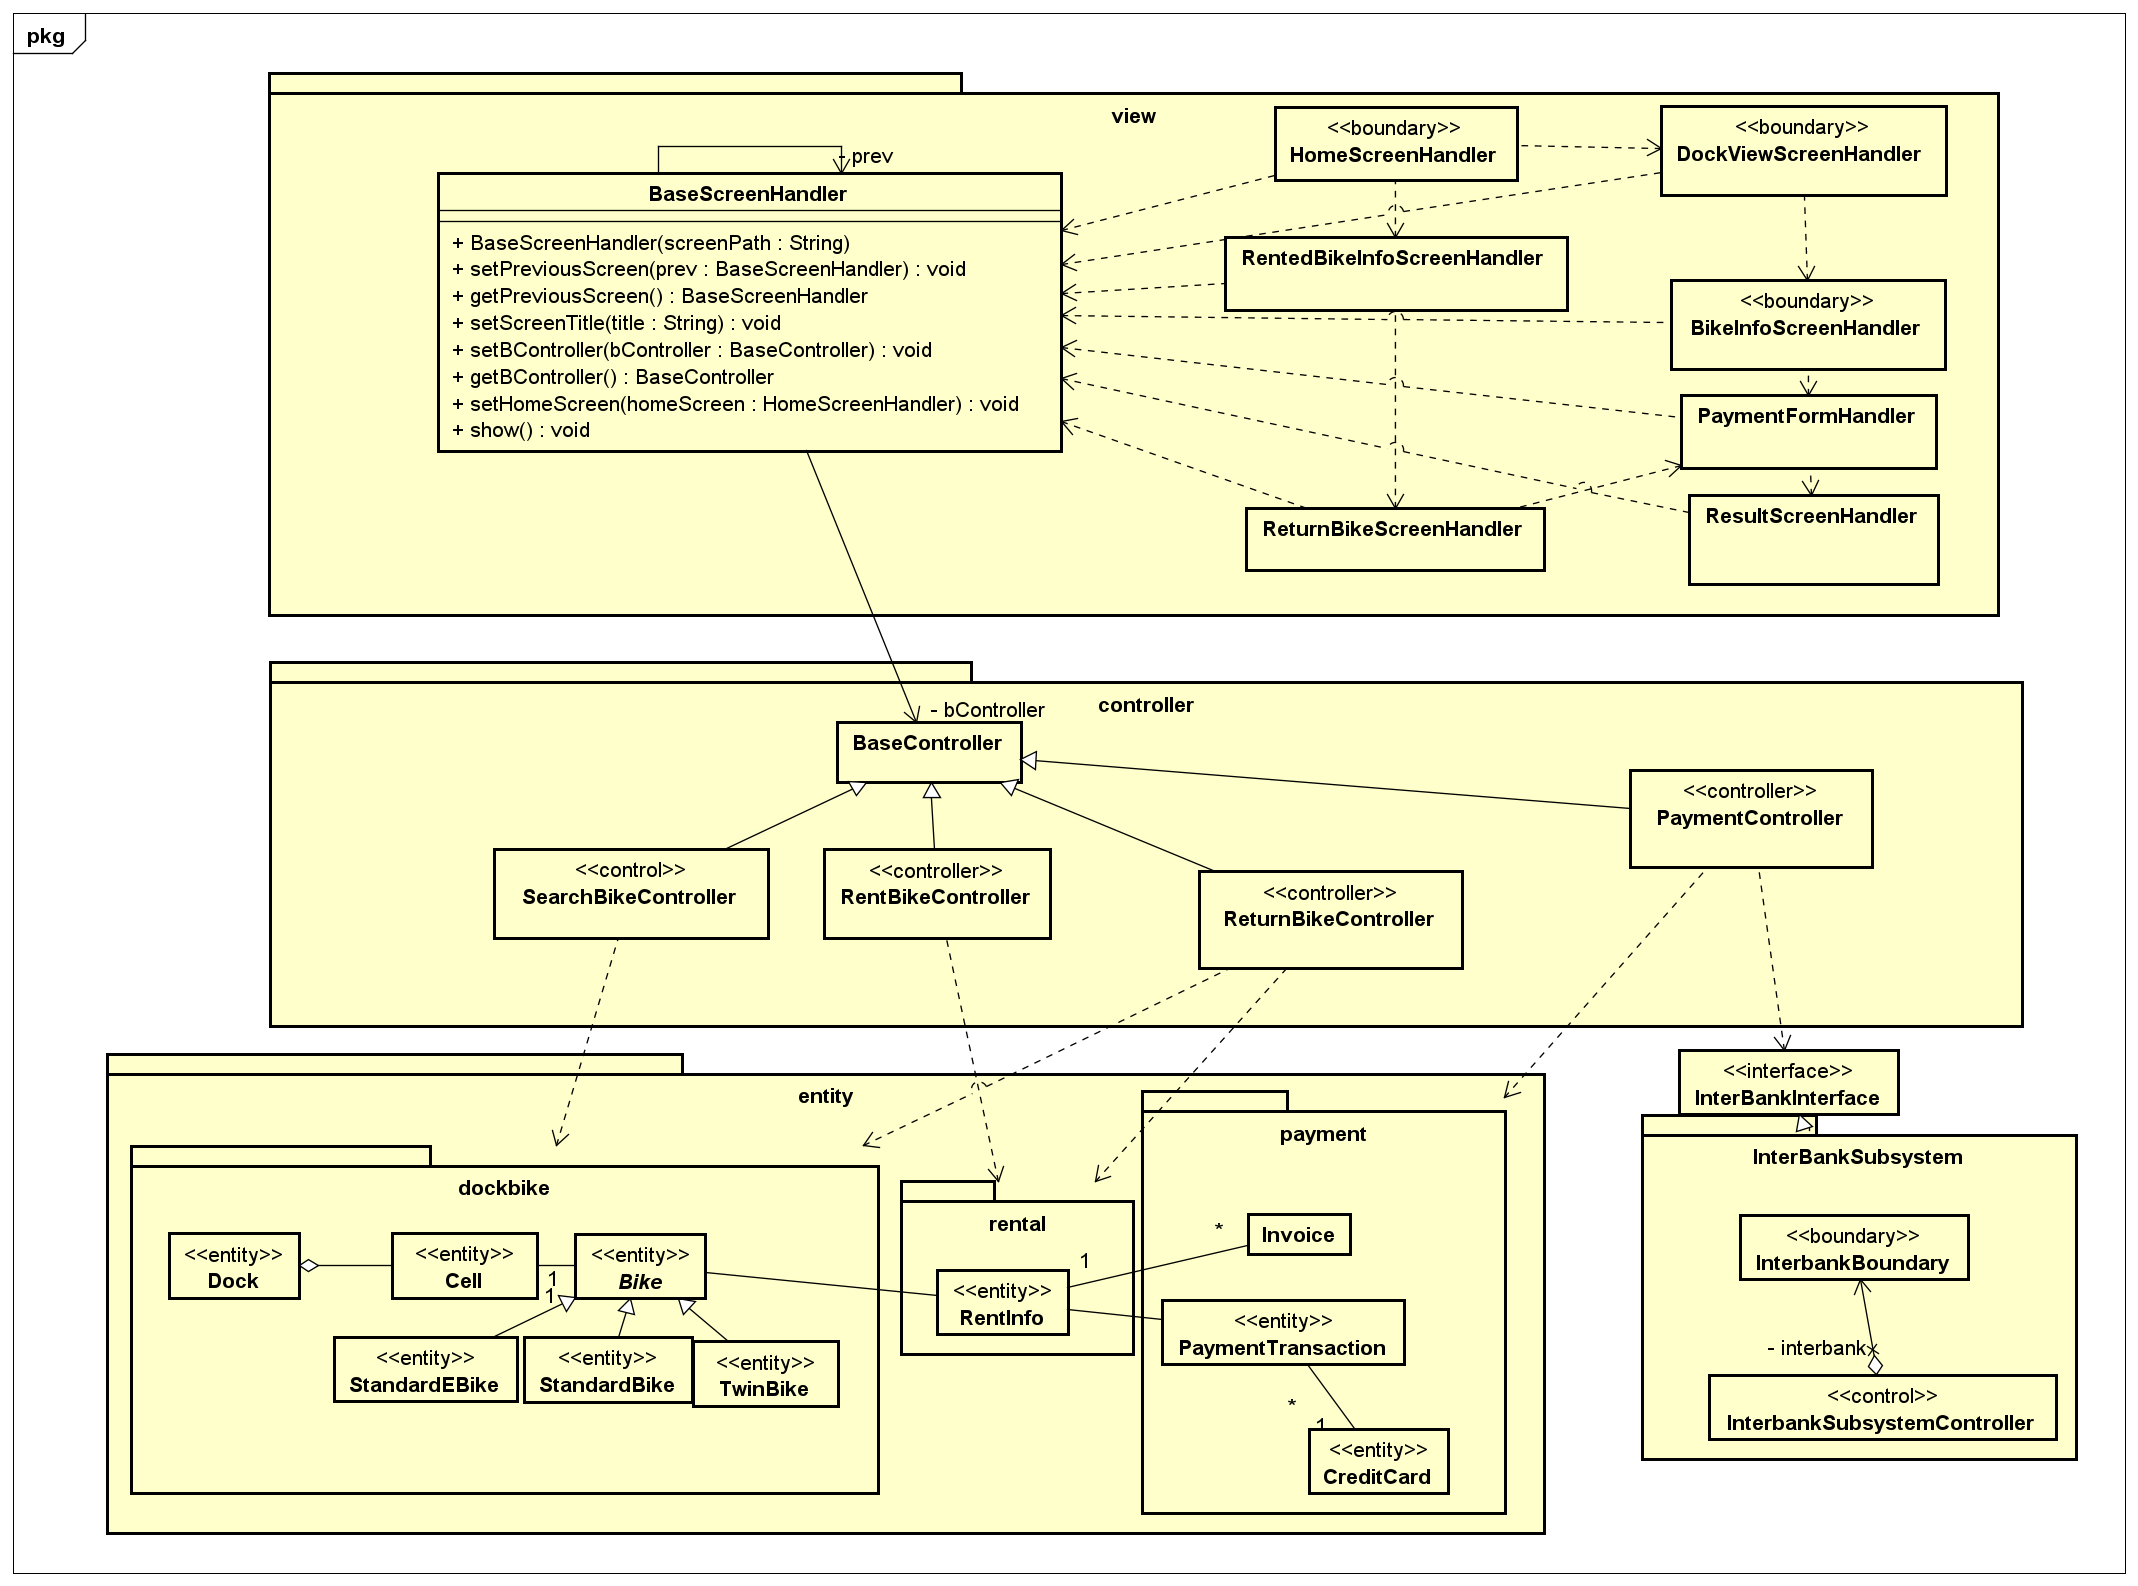 pkg
view
- prev
BaseScreenHandler
+ BaseScreenHandler(screenPath : String)
+ setPreviousScreen(prev : BaseScreenHandler) : void
+ getPreviousScreen() : BaseScreenHandler
+ setScreenTitle(title : String) : void
+ setBController(bController : BaseController) : void
+ getBController() : BaseController
+ setHomeScreen(homeScreen : HomeScreenHandler) : void
+ show() : void
<<boundary>>
HomeScreenHandler
<<boundary>>
DockViewScreenHandler
RentedBikeInfoScreenHandler
<<boundary>>
BikeInfoScreenHandler
PaymentFormHandler
ResultScreenHandler
ReturnBikeScreenHandler
controller
- bController
BaseController
<<controller>>
PaymentController
<<control>>
SearchBikeController
<<controller>>
RentBikeController
<<controller>>
ReturnBikeController
entity
dockbike
<<entity>>
Dock
<<entity>>
Cell
1
1
<<entity>>
Bike
<<entity>>
StandardEBike
<<entity>>
StandardBike
<<entity>>
TwinBike
rental
<<entity>>
RentInfo
1
*
payment
Invoice
<<entity>>
PaymentTransaction
*
1
<<entity>>
CreditCard
<<interface>>
InterBankInterface
InterBankSubsystem
<<boundary>>
InterbankBoundary
- interbank
<<control>>
InterbankSubsystemController